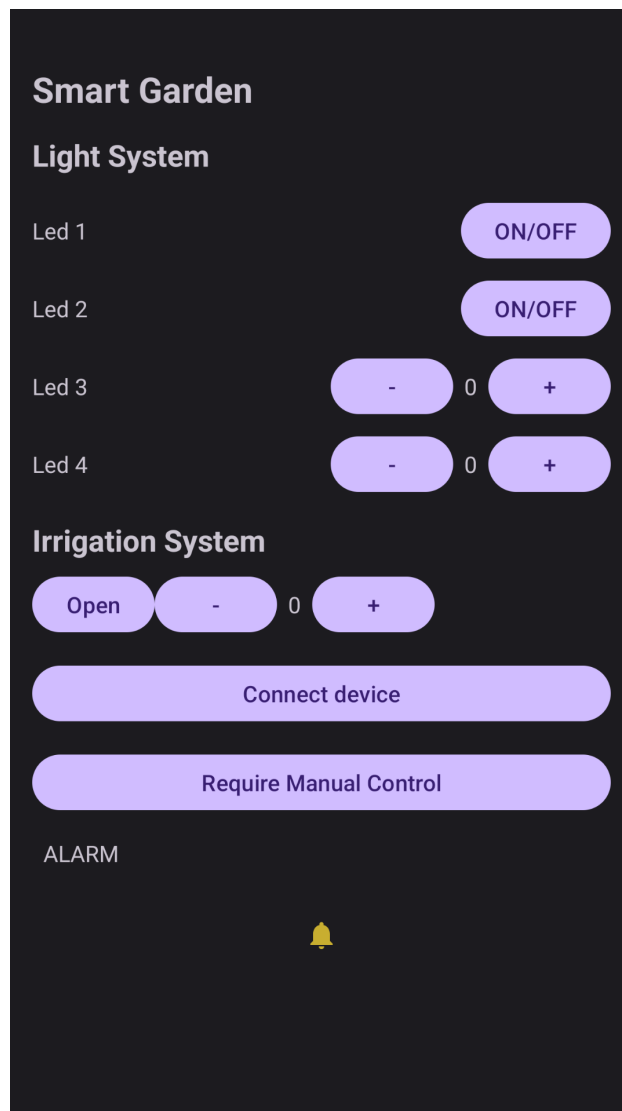 Smart Garden
Light System
Led 1 ON/OFF
Led 2 ON/OFF
Led 3 - 0 +
Led 4 - 0 +
Irrigation System
Open - 0 +
Connect device
Require Manual Control
ALARM